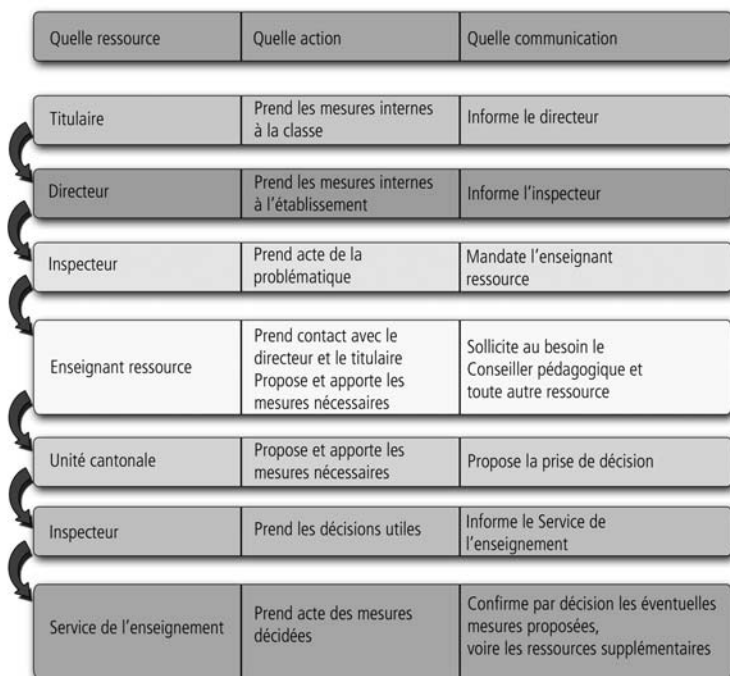 Quelle ressource
Quelle action
Quelle communication
Titulaire
Prend les mesures internes
à la classe
Informe le directeur
Directeur
Prend les mesures internes
à l’établissement
Informe l’inspecteur
Inspecteur
Prend acte de la
problématique
Mandate l’enseignant
ressource
Enseignant ressource
Prend contact avec le
directeur et le titulaire
Propose et apporte les
mesures nécessaires
Sollicite au besoin le
Conseiller pédagogique et
toute autre ressource
Unité cantonale
Propose et apporte les
mesures nécessaires
Propose la prise de décision
Inspecteur
Prend les décisions utiles
Informe le Service de
l’enseignement
Service de l’enseignement
Prend acte des mesures
décidées
Confirme par décision les éventuelles
mesures proposées,
voire les ressources supplémentaires